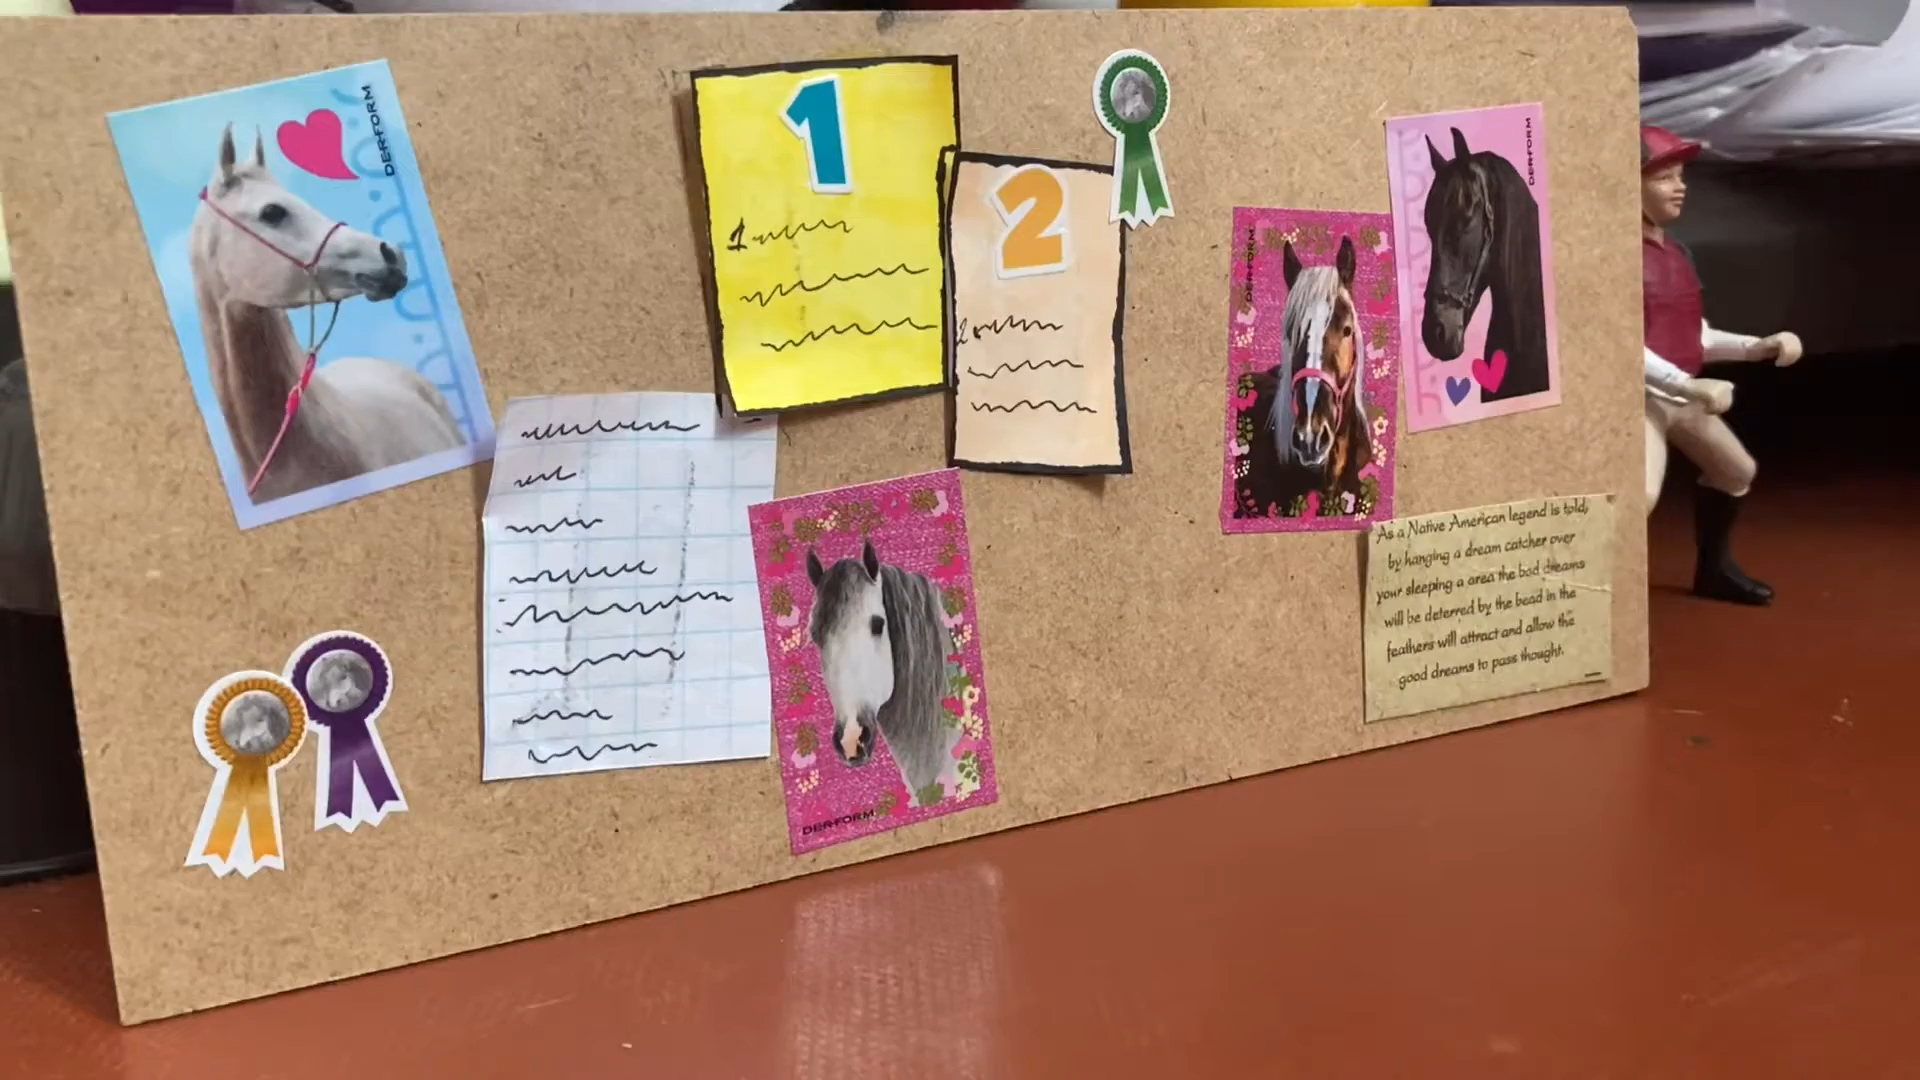 DERFORM
1
1
2
2.
DERFORM
DERFORM
DERFORM
As a Native American legend is told,
by hanging a dream catcher over
your sleeping a area the bad dreams
will be deterred by the bead in the
feathers will attract and allow the
good dreams to pass thought.